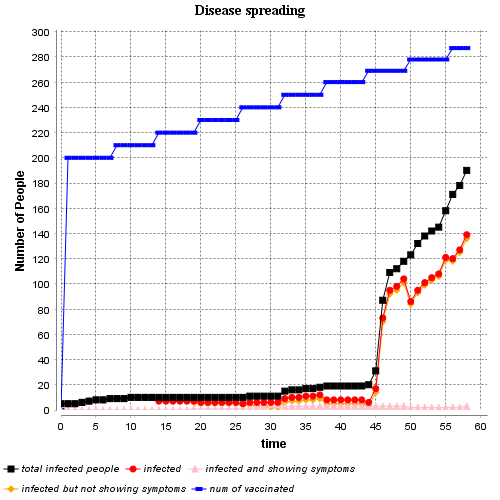 Disease spreading
Number of People
300
280
260
240
220
200
180
160
140
120
100
80
60
40
20
0
0 5 10 15 20 25 30 35 40 45 50 55 60
time
total infected people infected infected and showing symptoms
infected but not showing symptoms num of vaccinated